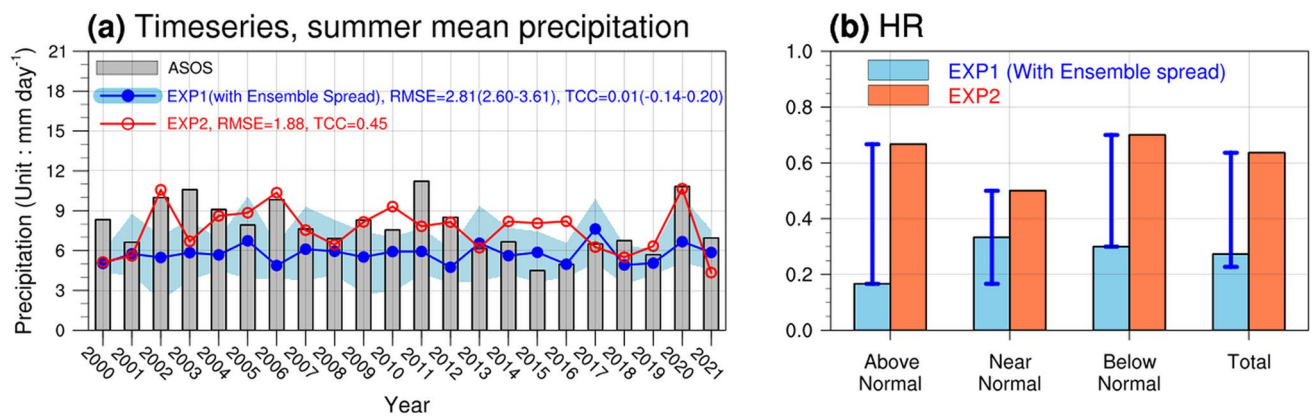 (a) Timeseries, summer mean precipitation
Precipitation (Unit : mm day-1)
21
18
15
12
9
6
3
0
ASOS
EXP1(with Ensemble Spread), RMSE=2.81(2.60-3.61), TCC=0.01(-0.14-0.20)
EXP2, RMSE=1.88, TCC=0.45
2000
2001
2002
2003
2004
2005
2006
2007
2008
2009
2010
2011
2012
2013
2014
2015
2016
2017
2018
2019
2020
2021
Year
(b) HR
1.0
0.8
0.6
0.4
0.2
0.0
EXP1 (With Ensemble spread)
EXP2
Above
Normal
Near
Normal
Below
Normal
Total